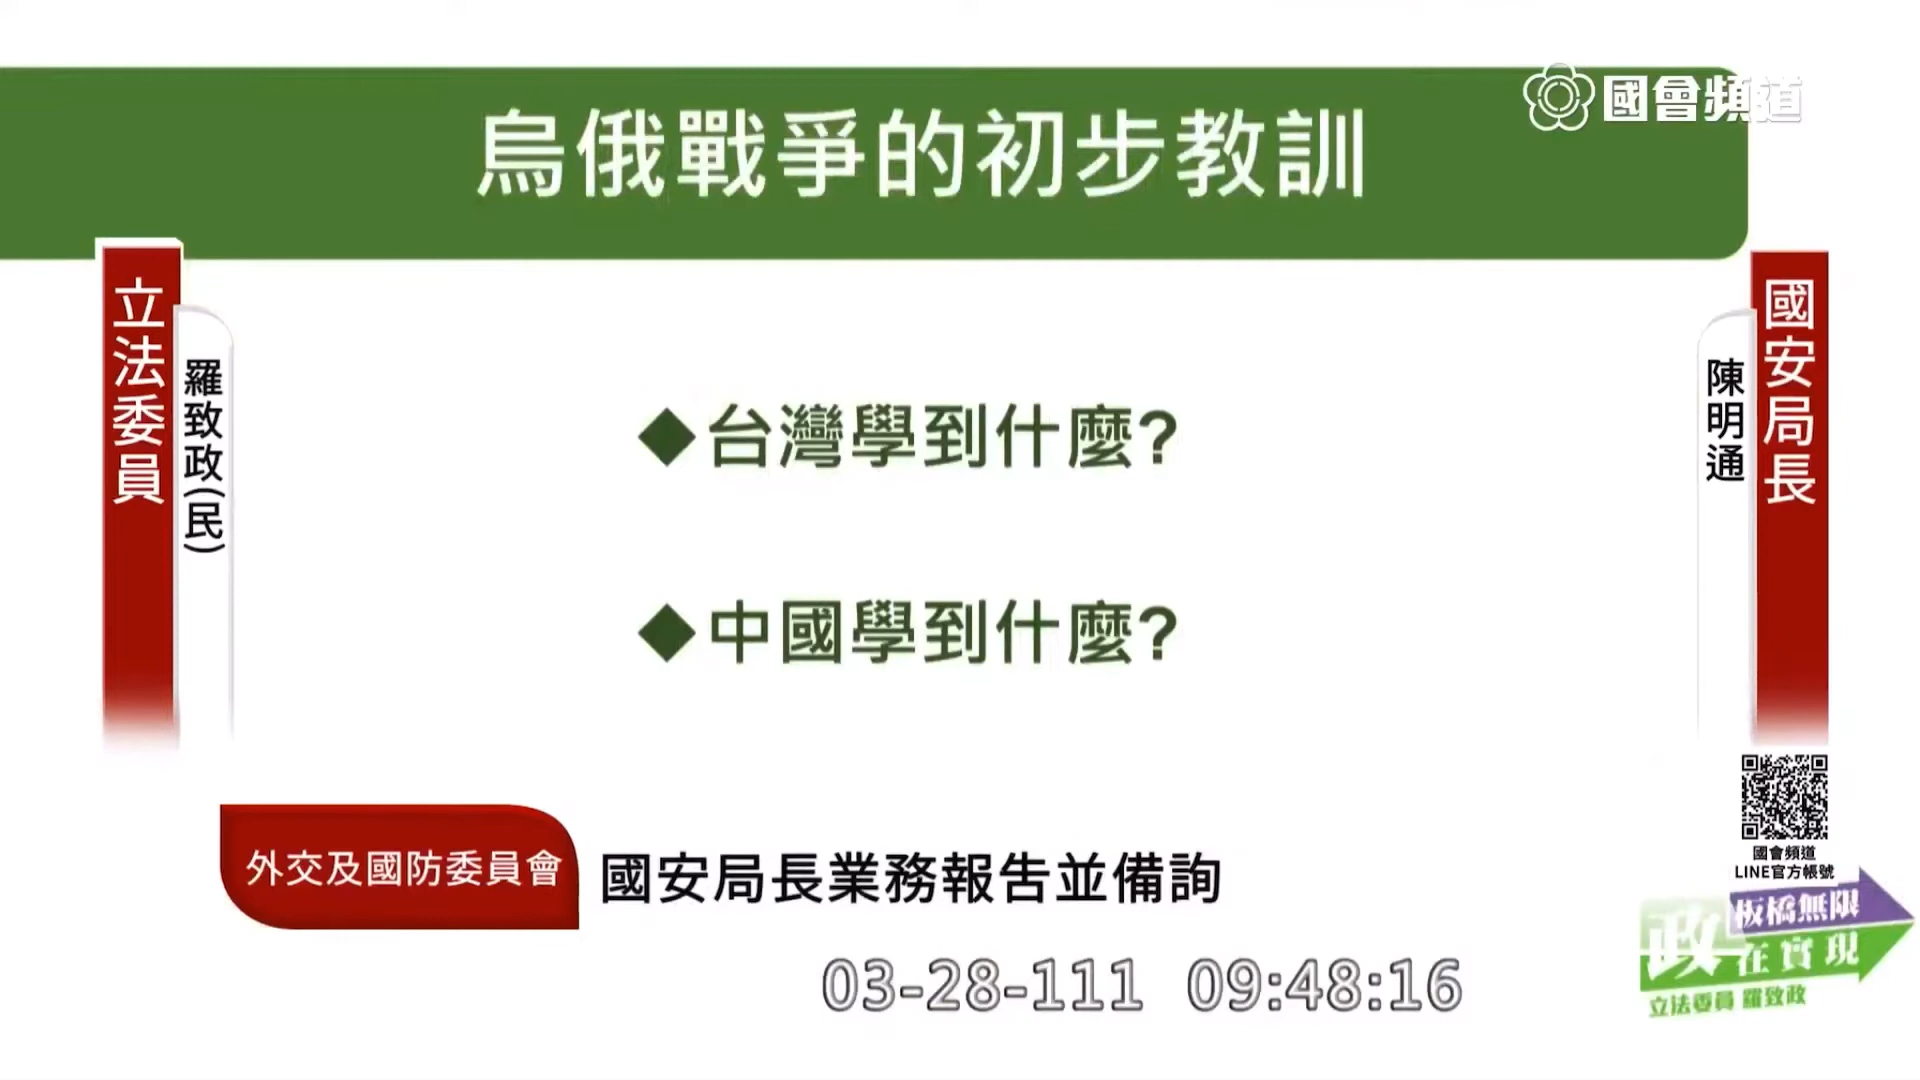 國會頻道
烏俄戰爭的初步教訓
立法委員
羅致政(民)
國安局長
陳明通
◆台灣學到什麼?
◆中國學到什麼?
國會頻道
LINE官方帳號
外交及國防委員會
國安局長業務報告並備詢
板橋無限
政在實現
立法委員 羅致政
03-28-111 09:48:16